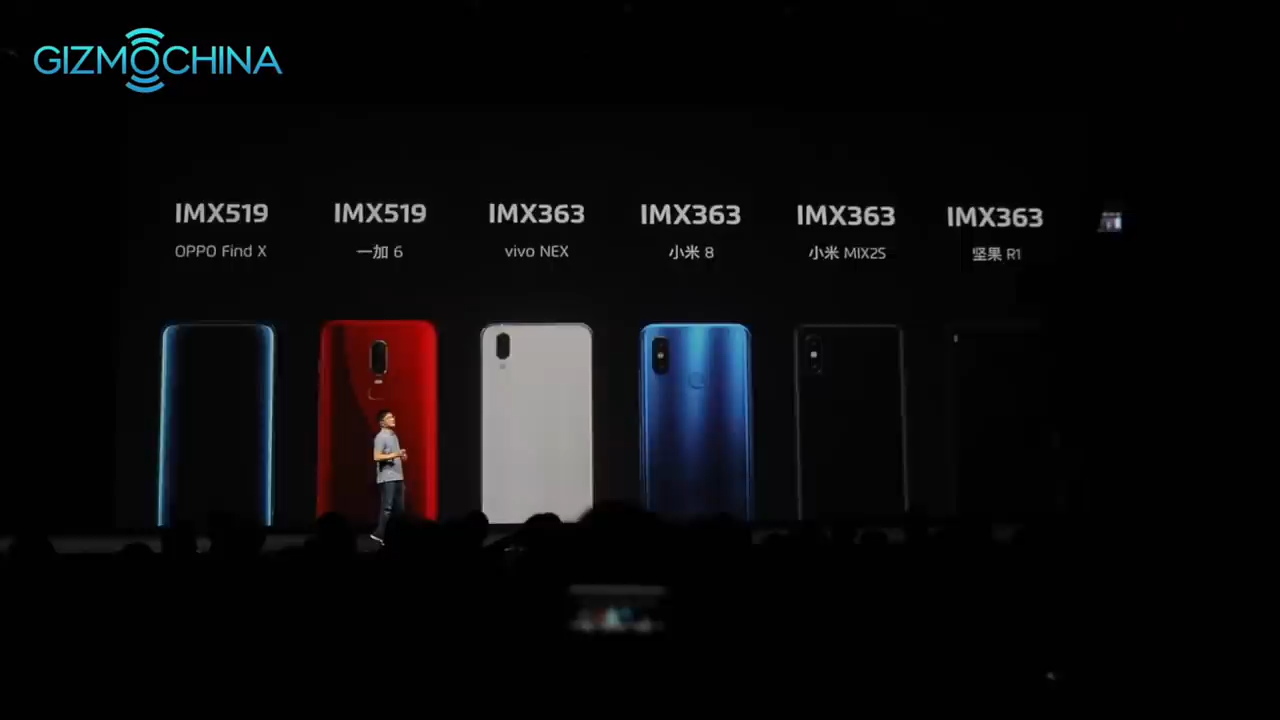 GIZMOCHINA
IMX519 IMX519 IMX363 IMX363 IMX363 IMX363
OPPO Find X 一加 6 vivo NEX 小米 8 小米 MIX2S 坚果 R1